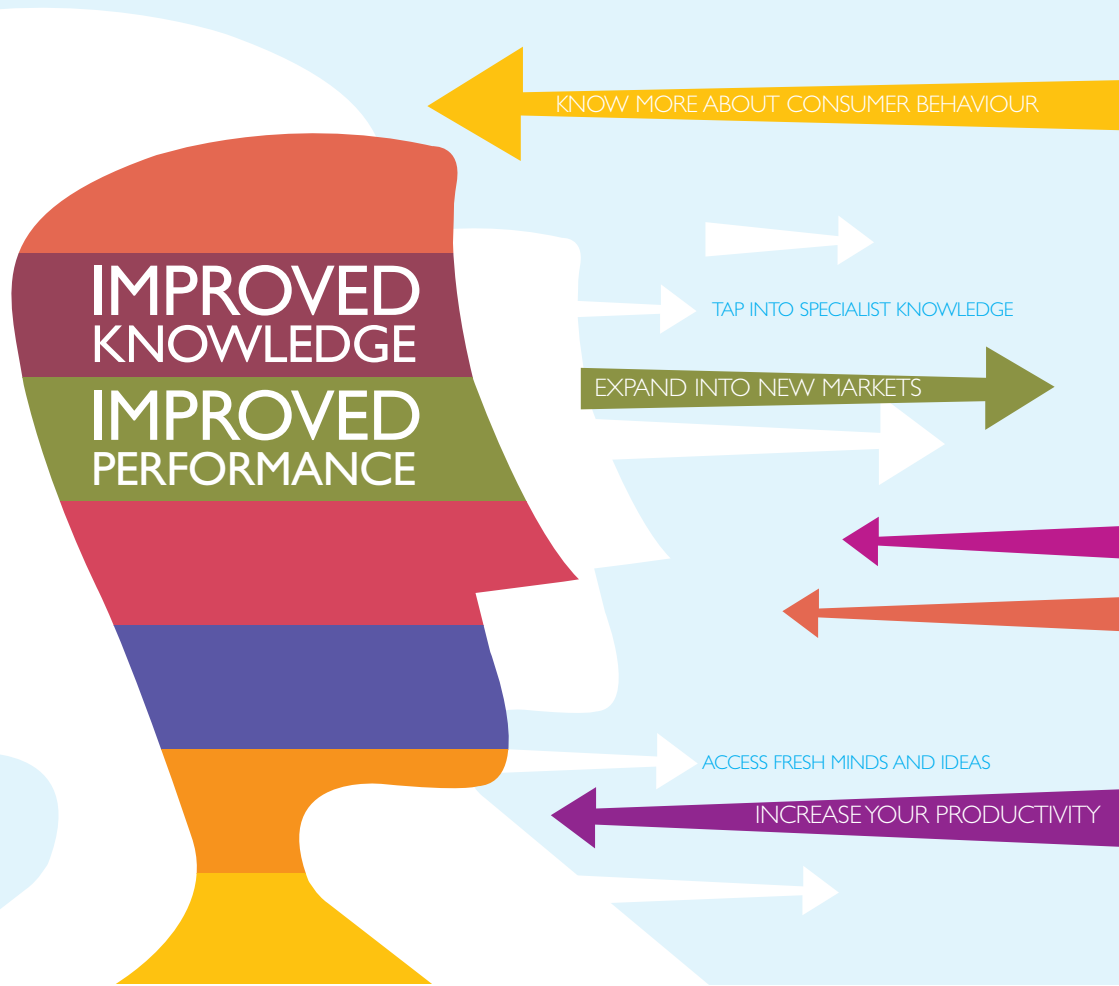 KNOW MORE ABOUT CONSUMER BEHAVIOUR
IMPROVED
KNOWLEDGE
IMPROVED
PERFORMANCE
TAP INTO SPECIALIST KNOWLEDGE
EXPAND INTO NEW MARKETS
ACCESS FRESH MINDS AND IDEAS
INCREASE YOUR PRODUCTIVITY